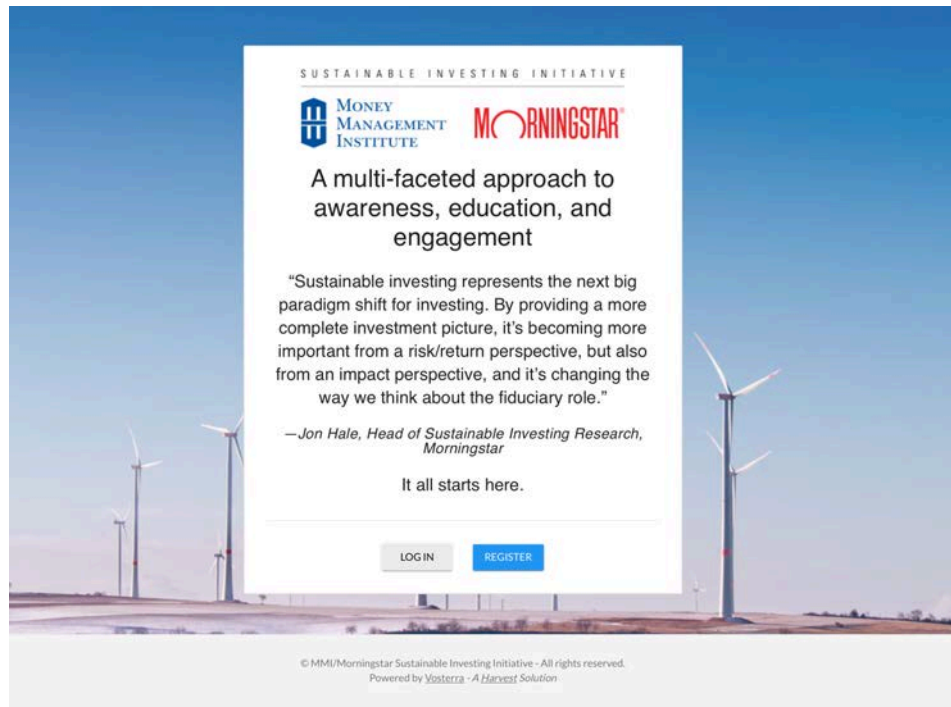 SUSTAINABLE INVESTING INITIATIVE
MONEY
MANAGEMENT
INSTITUTE
MORNINGSTAR®
A multi-faceted approach to
awareness, education, and
engagement
“Sustainable investing represents the next big
paradigm shift for investing. By providing a more
complete investment picture, it’s becoming more
important from a risk/return perspective, but also
from an impact perspective, and it’s changing the
way we think about the fiduciary role.”
—Jon Hale, Head of Sustainable Investing Research,
Morningstar
It all starts here.
LOG IN
REGISTER
© MMI/Morningstar Sustainable Investing Initiative - All rights reserved.
Powered by Vosterra - A Harvest Solution